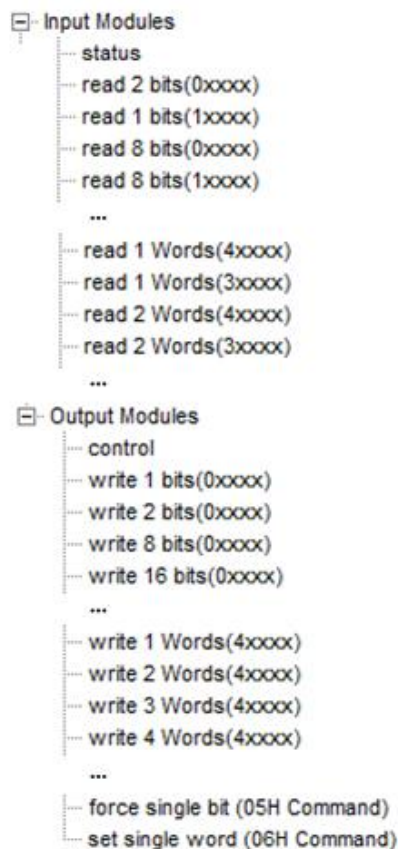 Input Modules
status
read 2 bits(0xxxx)
read 1 bits(1xxxx)
read 8 bits(0xxxx)
read 8 bits(1xxxx)
...
read 1 Words(4xxxx)
read 1 Words(3xxxx)
read 2 Words(4xxxx)
read 2 Words(3xxxx)
...
Output Modules
control
write 1 bits(0xxxx)
write 2 bits(0xxxx)
write 8 bits(0xxxx)
write 16 bits(0xxxx)
...
write 1 Words(4xxxx)
write 2 Words(4xxxx)
write 3 Words(4xxxx)
write 4 Words(4xxxx)
...
force single bit (05H Command)
set single word (06H Command)